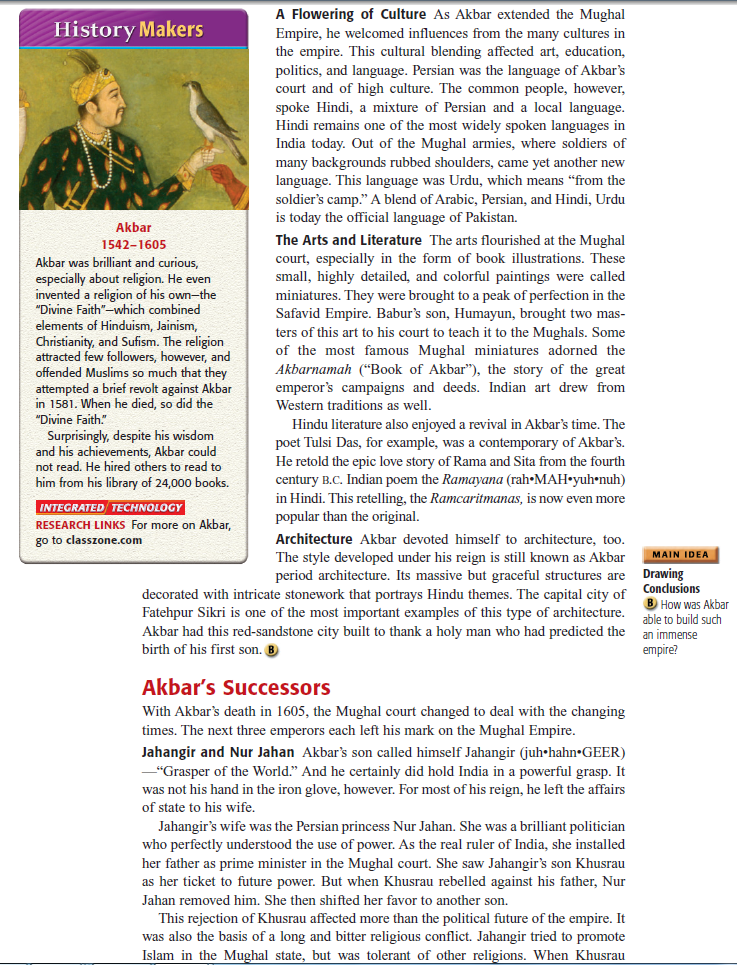 History Makers
Akbar
1542–1605
Akbar was brilliant and curious,
especially about religion. He even
invented a religion of his own—the
“Divine Faith”—which combined
elements of Hinduism, Jainism,
Christianity, and Sufism. The religion
attracted few followers, however, and
offended Muslims so much that they
attempted a brief revolt against Akbar
in 1581. When he died, so did the
“Divine Faith.”
Surprisingly, despite his wisdom
and his achievements, Akbar could
not read. He hired others to read to
him from his library of 24,000 books.
INTEGRATED TECHNOLOGY
RESEARCH LINKS For more on Akbar,
go to classzone.com
A Flowering of Culture As Akbar extended the Mughal
Empire, he welcomed influences from the many cultures in
the empire. This cultural blending affected art, education,
politics, and language. Persian was the language of Akbar’s
court and of high culture. The common people, however,
spoke Hindi, a mixture of Persian and a local language.
Hindi remains one of the most widely spoken languages in
India today. Out of the Mughal armies, where soldiers of
many backgrounds rubbed shoulders, came yet another new
language. This language was Urdu, which means “from the
soldier’s camp.” A blend of Arabic, Persian, and Hindi, Urdu
is today the official language of Pakistan.
The Arts and Literature The arts flourished at the Mughal
court, especially in the form of book illustrations. These
small, highly detailed, and colorful paintings were called
miniatures. They were brought to a peak of perfection in the
Safavid Empire. Babur’s son, Humayun, brought two mas-
ters of this art to his court to teach it to the Mughals. Some
of the most famous Mughal miniatures adorned the
Akbarnamah (“Book of Akbar”), the story of the great
emperor’s campaigns and deeds. Indian art drew from
Western traditions as well.
Hindu literature also enjoyed a revival in Akbar’s time. The
poet Tulsi Das, for example, was a contemporary of Akbar’s.
He retold the epic love story of Rama and Sita from the fourth
century B.C. Indian poem the Ramayana (rah•MAH•yuh•nuh)
in Hindi. This retelling, the Ramcaritmanas, is now even more
popular than the original.
Architecture Akbar devoted himself to architecture, too.
The style developed under his reign is still known as Akbar
period architecture. Its massive but graceful structures are
decorated with intricate stonework that portrays Hindu themes. The capital city of
Fatehpur Sikri is one of the most important examples of this type of architecture.
Akbar had this red-sandstone city built to thank a holy man who had predicted the
birth of his first son. B
MAIN IDEA
Drawing
Conclusions
B How was Akbar
able to build such
an immense
empire?
Akbar’s Successors
With Akbar’s death in 1605, the Mughal court changed to deal with the changing
times. The next three emperors each left his mark on the Mughal Empire.
Jahangir and Nur Jahan Akbar’s son called himself Jahangir (juh•hahn•GEER)
—“Grasper of the World.” And he certainly did hold India in a powerful grasp. It
was not his hand in the iron glove, however. For most of his reign, he left the affairs
of state to his wife.
Jahangir’s wife was the Persian princess Nur Jahan. She was a brilliant politician
who perfectly understood the use of power. As the real ruler of India, she installed
her father as prime minister in the Mughal court. She saw Jahangir’s son Khusrau
as her ticket to future power. But when Khusrau rebelled against his father, Nur
Jahan removed him. She then shifted her favor to another son.
This rejection of Khusrau affected more than the political future of the empire. It
was also the basis of a long and bitter religious conflict. Jahangir tried to promote
Islam in the Mughal state, but was tolerant of other religions. When Khusrau